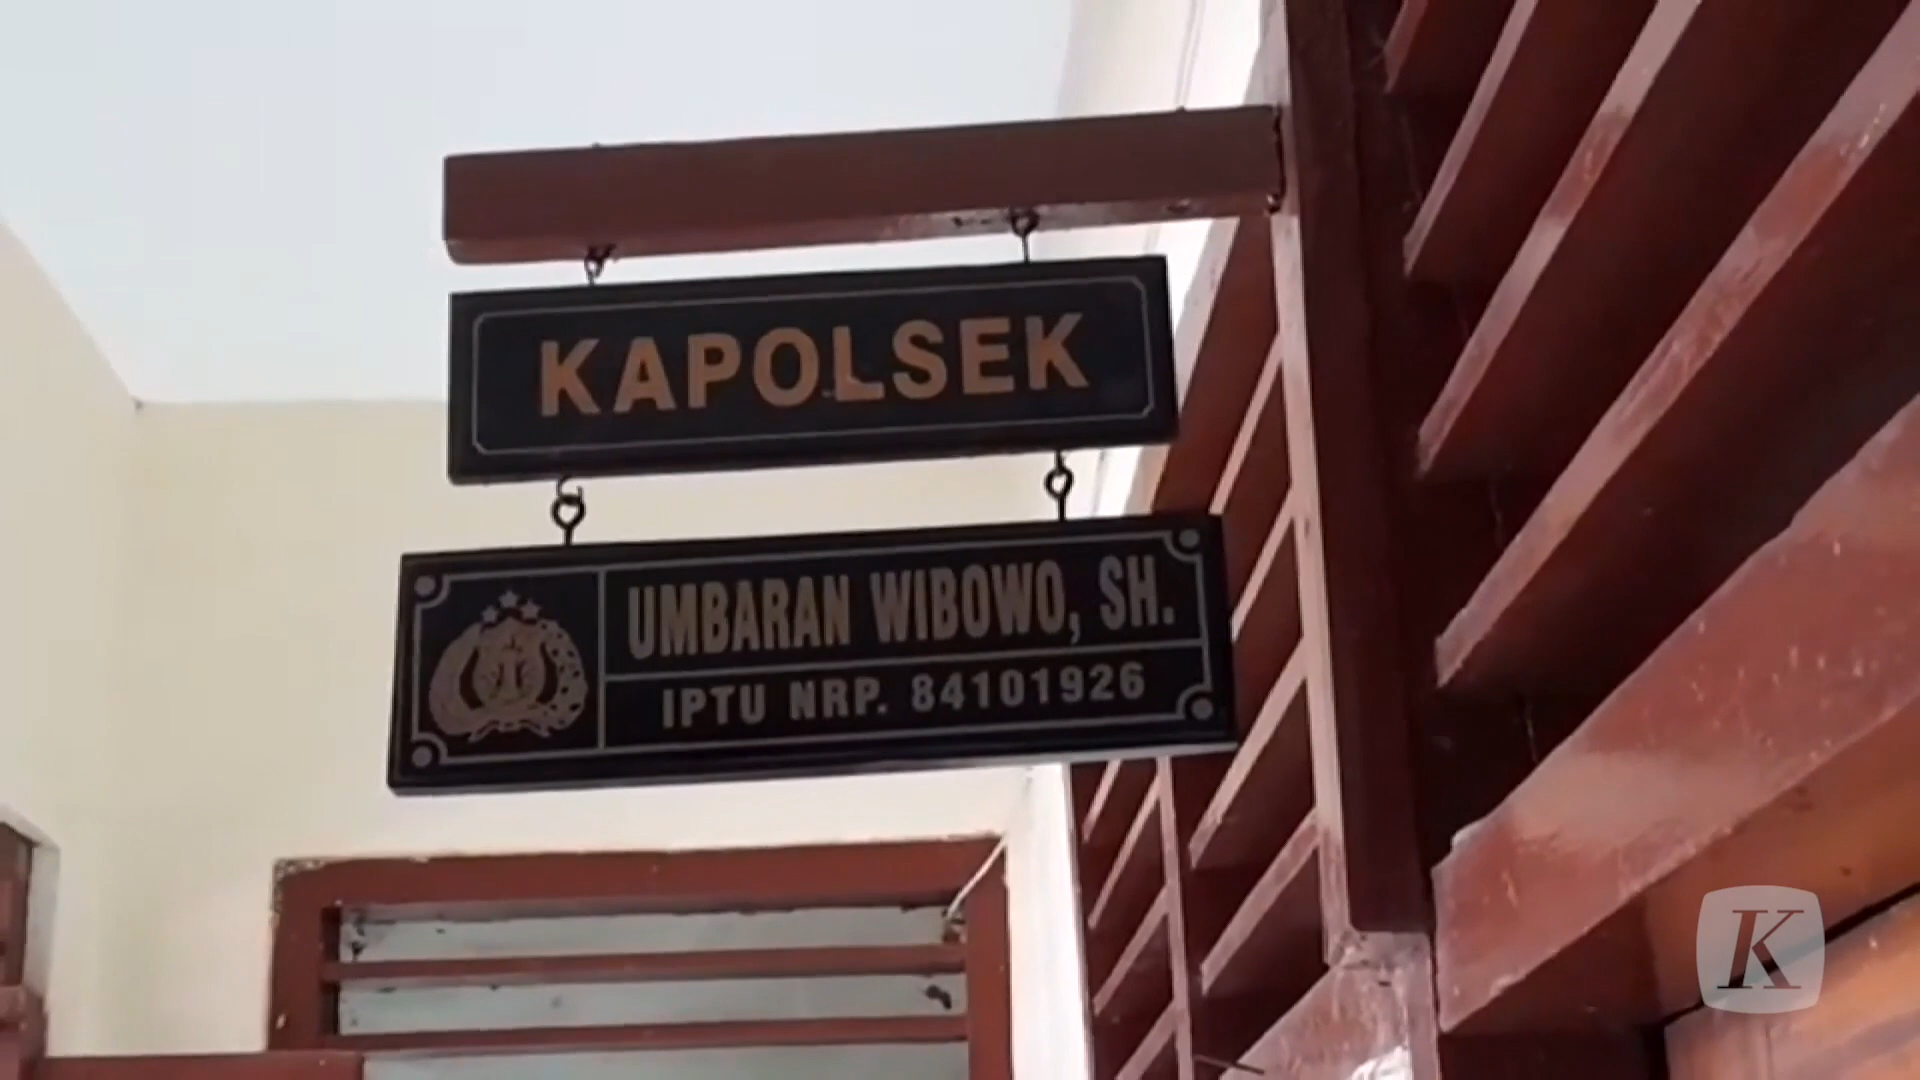 KAPOLSEK
UMBARAN WIBOWO, SH.
IPTU NRP. 84101926
K